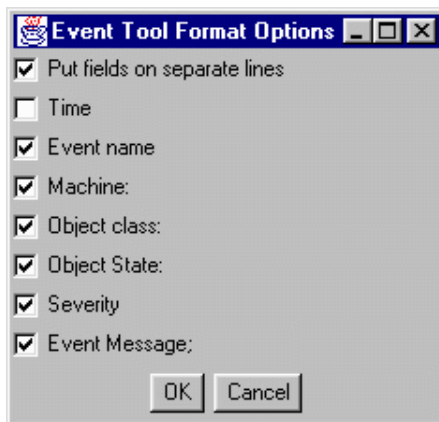 Event Tool Format Options
Put fields on separate lines
Time
Event name
Machine:
Object class:
Object State:
Severity
Event Message;
OK Cancel